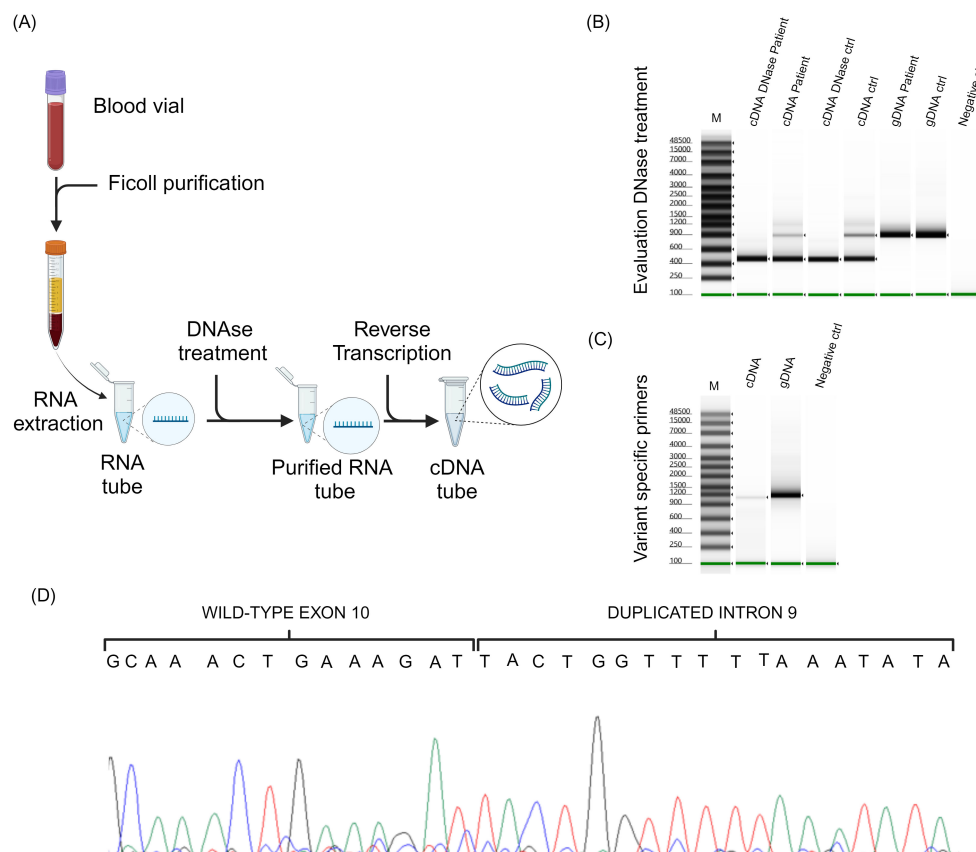 (A)
Blood vial
Ficoll purification
RNA
extraction
DNAse
treatment
Reverse
Transcription
RNA
tube
Purified RNA
tube
cDNA
tube
(B)
Evaluation DNase treatment
M
cDNA DNase Patient
cDNA Patient
cDNA DNase ctrl
cDNA ctrl
gDNA Patient
gDNA ctrl
Negative
48500
15000
7000
4000
3000
2500
2000
1500
1200
900
600
400
250
100
(C)
Variant specific primers
M
cDNA
gDNA
Negative ctrl
48500
15000
7000
4000
3000
2500
2000
1500
1200
900
600
400
250
100
(D)
WILD-TYPE EXON 10
DUPLICATED INTRON 9
G C A A A C T G A A A G A T T A C T G G T T T T T A A A T A T A